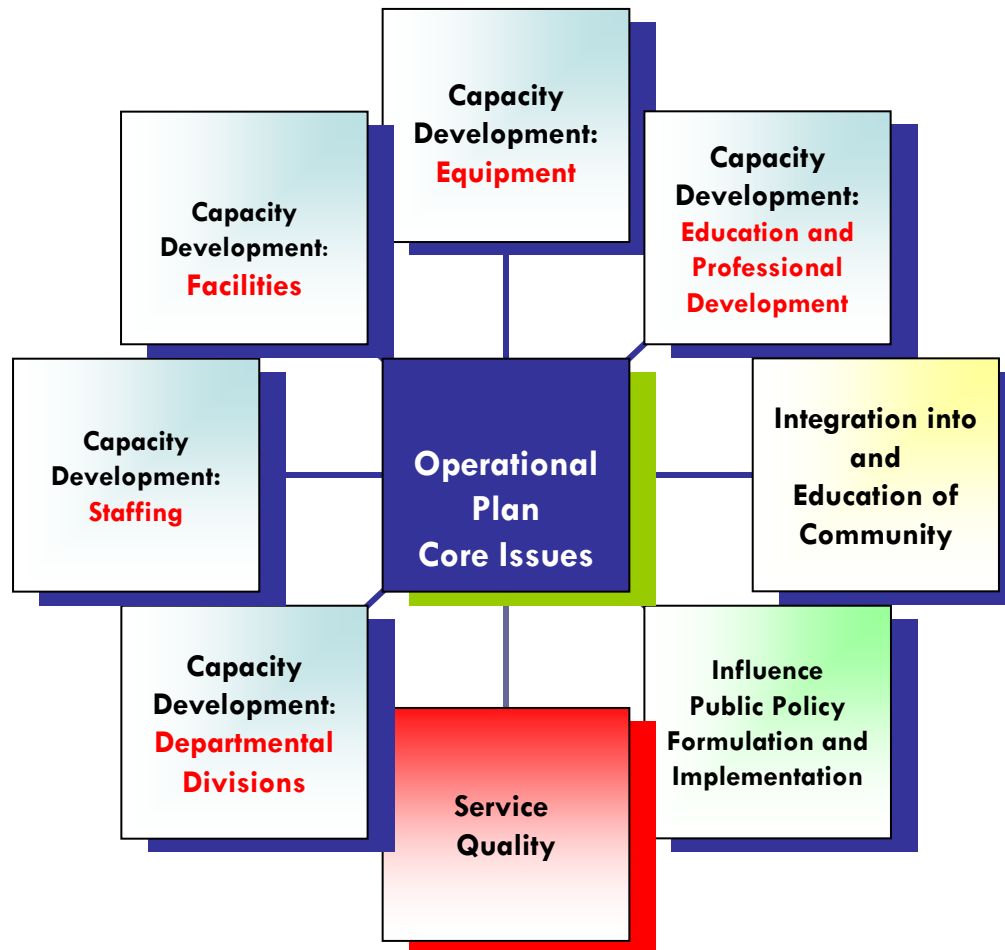 Capacity
Development:
Equipment
Capacity
Development:
Education and
Professional
Development
Capacity
Development:
Facilities
Integration into
and
Education of
Community
Capacity
Development:
Staffing
Operational
Plan
Core Issues
Influence
Public Policy
Formulation and
Implementation
Capacity
Development:
Departmental
Divisions
Service
Quality